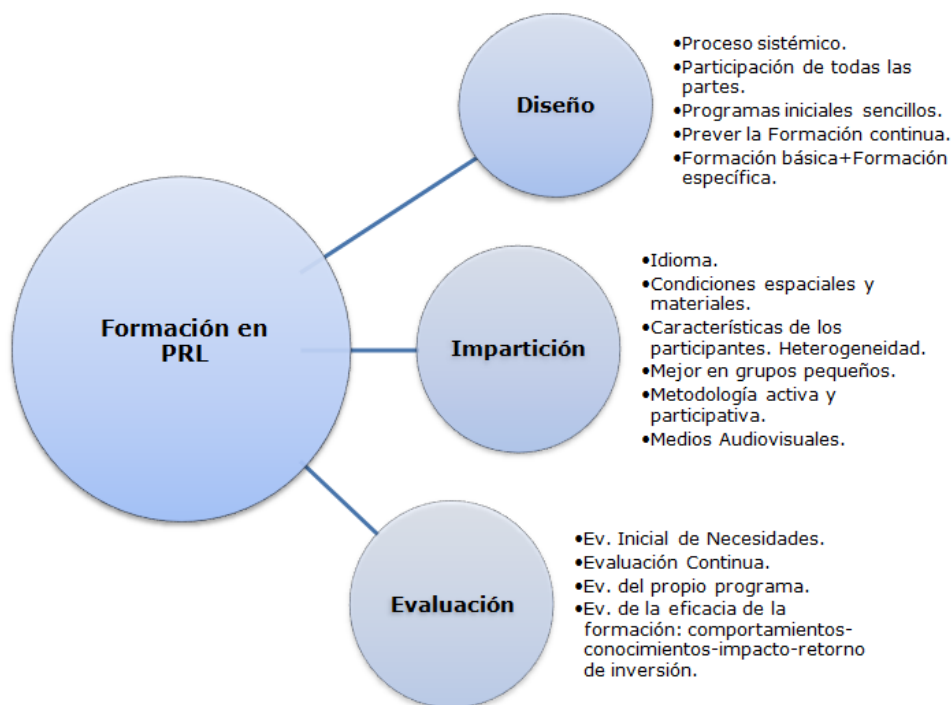 Formación en
PRL
Diseño
•Proceso sistémico.
•Participación de todas las
partes.
•Programas iniciales sencillos.
•Prever la Formación continua.
•Formación básica+Formación
específica.
Impartición
•Idioma.
•Condiciones espaciales y
materiales.
•Características de los
participantes. Heterogeneidad.
•Mejor en grupos pequeños.
•Metodología activa y
participativa.
•Medios Audiovisuales.
Evaluación
•Ev. Inicial de Necesidades.
•Evaluación Continua.
•Ev. del propio programa.
•Ev. de la eficacia de la
formación: comportamientos-
conocimientos-impacto-retorno
de inversión.